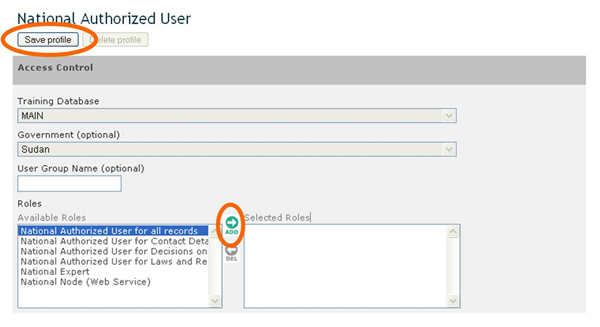 National Authorized User
Save profile Delete profile
Access Control
Training Database
MAIN
Government (optional)
Sudan
User Group Name (optional)
Roles
Available Roles Selected Roles
National Authorized User for all records
National Authorized User for Contact Deta
National Authorized User for Decisions on
National Authorized User for Laws and Re
National Expert
National Node (Web Service)
ADD
DEL